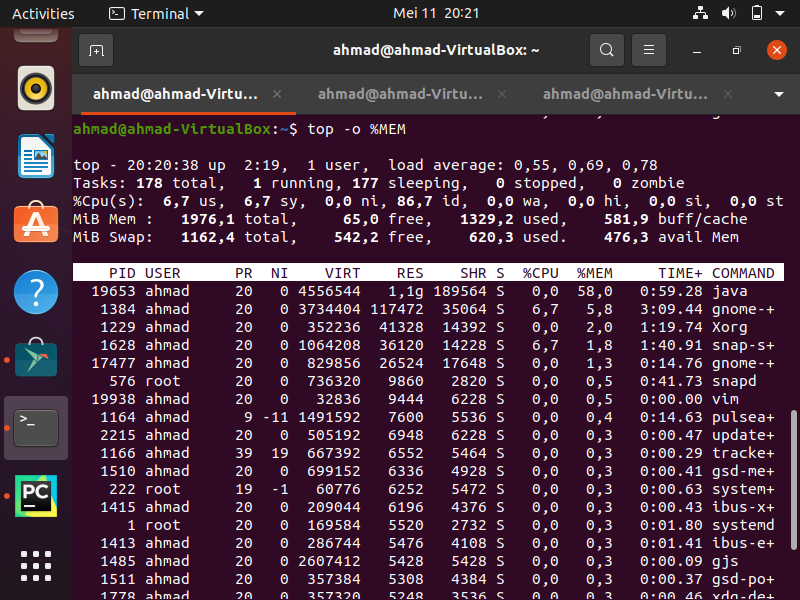 Activities Terminal Mei 11 20:21
ahmad@ahmad-VirtualBox: ~
ahmad@ahmad-Virtu... ahmad@ahmad-Virtu... ahmad@ahmad-Virtu...
ahmad@ahmad-VirtualBox:~$ top -o %MEM
top - 20:20:38 up 2:19, 1 user, load average: 0,55, 0,69, 0,78
Tasks: 178 total, 1 running, 177 sleeping, 0 stopped, 0 zombie
%Cpu(s): 6,7 us, 6,7 sy, 0,0 ni, 86,7 id, 0,0 wa, 0,0 hi, 0,0 si, 0,0 st
MiB Mem : 1976,1 total, 65,0 free, 1329,2 used, 581,9 buff/cache
MiB Swap: 1162,4 total, 542,2 free, 620,3 used. 476,3 avail Mem
PID USER PR NI VIRT RES SHR S %CPU %MEM TIME+ COMMAND
19653 ahmad 20 0 4556544 1,1g 189564 S 0,0 58,0 0:59.28 java
1384 ahmad 20 0 3734404 117472 35064 S 6,7 5,8 3:09.44 gnome-+
1229 ahmad 20 0 352236 41328 14392 S 0,0 2,0 1:19.74 Xorg
1628 ahmad 20 0 1064208 36120 14228 S 6,7 1,8 1:40.91 snap-s+
17477 ahmad 20 0 829856 26524 17648 S 0,0 1,3 0:14.76 gnome-+
576 root 20 0 736320 9860 2820 S 0,0 0,5 0:41.73 snapd
19938 ahmad 20 0 32836 9444 6228 S 0,0 0,5 0:00.00 vim
1164 ahmad 9 -11 1491592 7600 5536 S 0,0 0,4 0:14.63 pulsea+
2215 ahmad 20 0 505192 6948 6228 S 0,0 0,3 0:00.47 update+
1166 ahmad 39 19 667392 6552 5464 S 0,0 0,3 0:00.29 tracke+
1510 ahmad 20 0 699152 6336 4928 S 0,0 0,3 0:00.41 gsd-me+
222 root 19 -1 60776 6252 5472 S 0,0 0,3 0:00.63 system+
1415 ahmad 20 0 209044 6196 4376 S 0,0 0,3 0:00.43 ibus-x+
1 root 20 0 169584 5520 2732 S 0,0 0,3 0:01.80 systemd
1413 ahmad 20 0 286744 5476 4108 S 0,0 0,3 0:01.41 ibus-e+
1485 ahmad 20 0 2607412 5428 5428 S 0,0 0,3 0:00.09 gjs
1511 ahmad 20 0 357384 5308 4384 S 0,0 0,3 0:00.37 gsd-po+
1778 ahmad 20 0 357320 5248 3536 S 0,0 0,3 0:00.46 xdg-de+
>_
PC